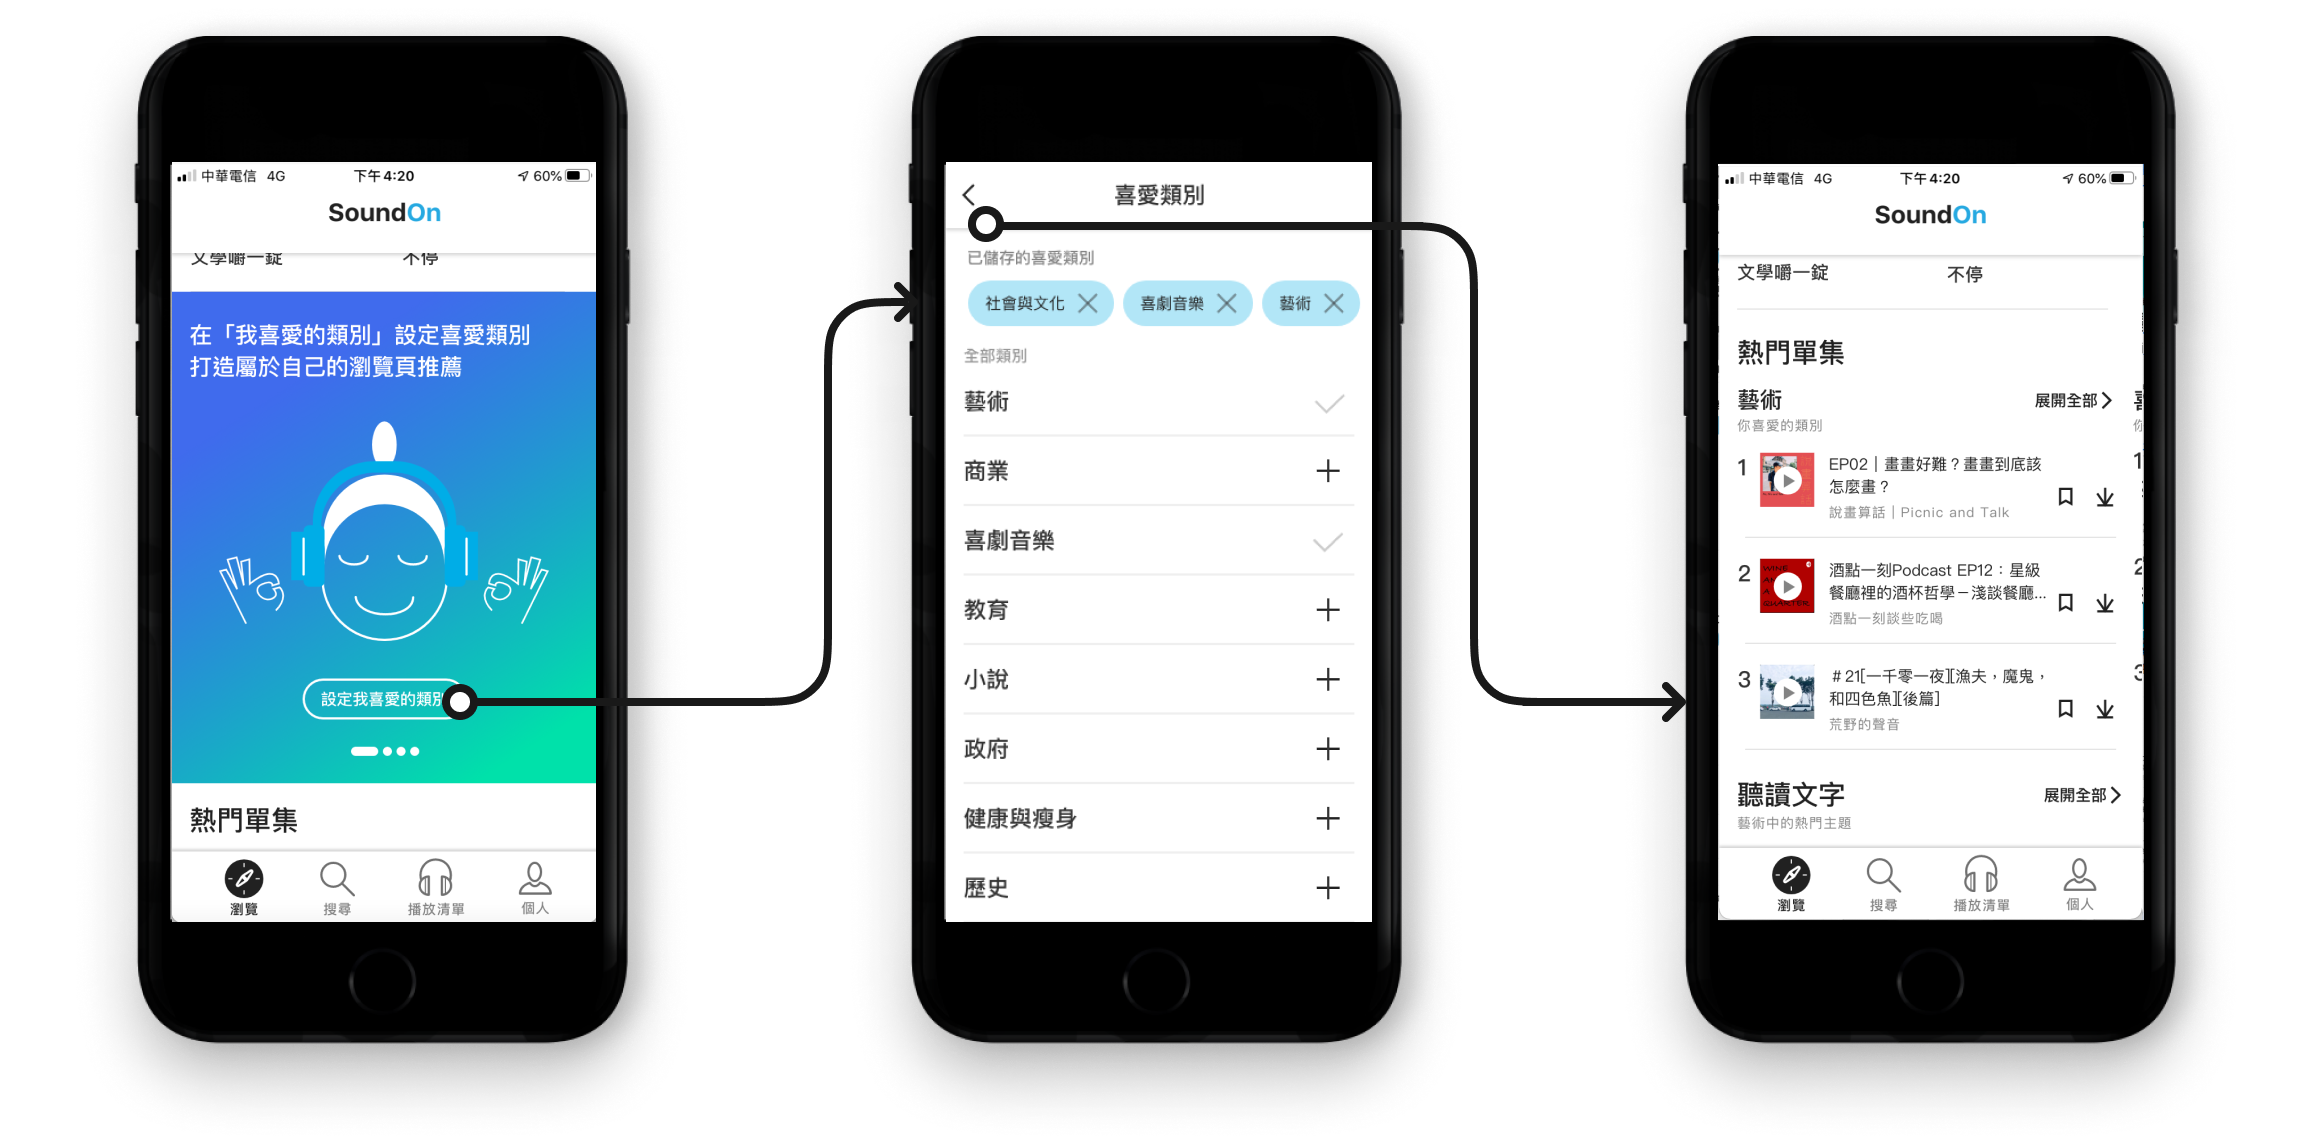 中華電信 4G 下午4:20 60%
SoundOn
文學嚼一錠 不停
在「我喜愛的類別」設定喜愛類別
打造屬於自己的瀏覽頁推薦
設定我喜愛的類別
熱門單集
瀏覽 搜尋 播放清單 個人
喜愛類別
已儲存的喜愛類別
社會與文化 喜劇音樂 藝術
全部類別
藝術
商業
喜劇音樂
教育
小說
政府
健康與瘦身
歷史
中華電信 4G 下午4:20 60%
SoundOn
文學嚼一錠 不停
熱門單集
藝術 展開全部
你喜愛的類別
1 EP02｜畫畫好難？畫畫到底該
怎麼畫？
說畫算話｜Picnic and Talk
2 酒點一刻Podcast EP12：星級
餐廳裡的酒杯哲學－淺談餐廳...
酒點一刻談些吃喝
3 ＃21[一千零一夜][漁夫，魔鬼，
和四色魚][後篇]
荒野的聲音
聽讀文字 展開全部
藝術中的熱門主題
瀏覽 搜尋 播放清單 個人